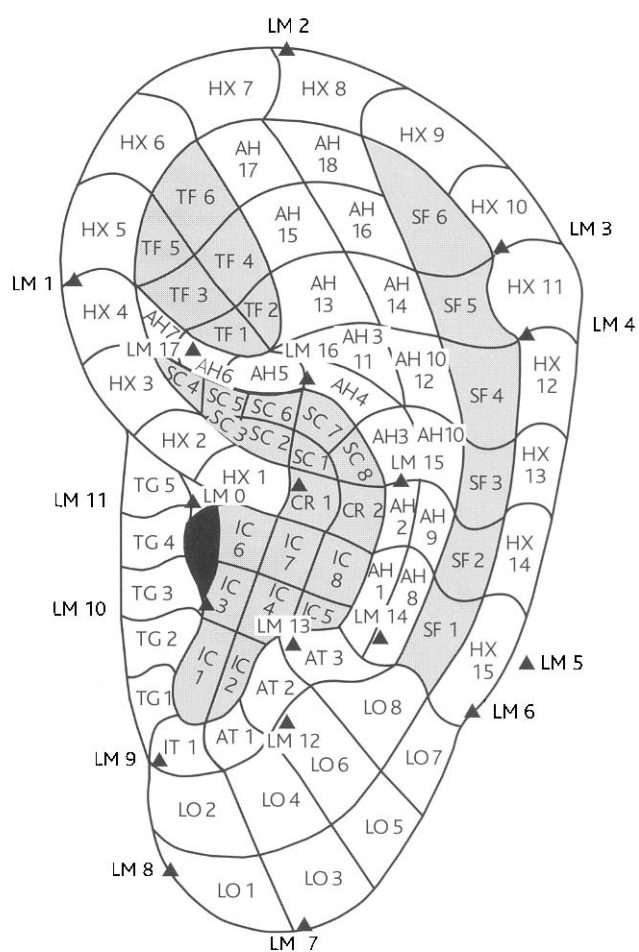 LM 2
HX 7
HX 8
HX 9
HX 6
AH
17
AH
18
TF 6
HX 10
SF 6
AH
15
AH
16
HX 5
TF 5
TF 4
LM 3
LM 1
TF 3
AH
13
AH
14
SF 5
HX 11
HX 4
TF 2
AH7
TF 1
LM 4
LM 17
LM 16
AH3
11
AH 10
12
HX
12
AH6
AH5
HX 3
SC 4
SC 5
SC 6
AH4
SF 4
SC 3
SC 2
SC 7
HX 2
SC 1
SC 8
AH3
AH10
HX
13
HX 1
LM 15
TG 5
SF 3
LM 11
LM 0
CR 1
CR 2
AH
2
AH
9
TG 4
IC
6
IC
7
IC
8
SF 2
HX
14
TG 3
IC
3
IC
4
AH
1
AH
8
LM 10
IC 5
LM 14
TG 2
LM 13
SF 1
IC
1
IC
2
AT 3
HX
15
LM 5
TG1
AT 2
LO 8
LM 6
IT 1
AT 1
LM 12
LM 9
LO 6
LO 7
LO 2
LO 4
LO 5
LM 8
LO 1
LO 3
LM 7